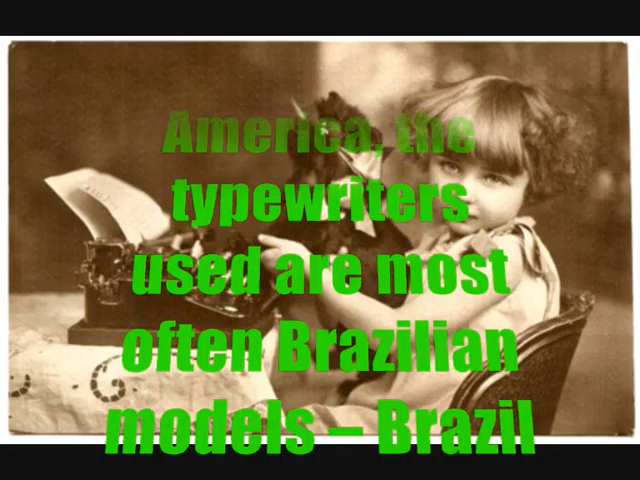 America, the
typewriters
used are most
often Brazilian
models – Brazil